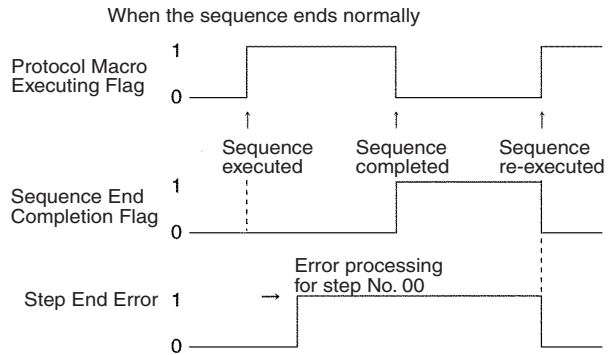 When the sequence ends normally
Protocol Macro
Executing Flag
1
0
Sequence
executed
Sequence
completed
Sequence
re-executed
Sequence End
Completion Flag
1
0
Error processing
for step No. 00
Step End Error
1
→
0